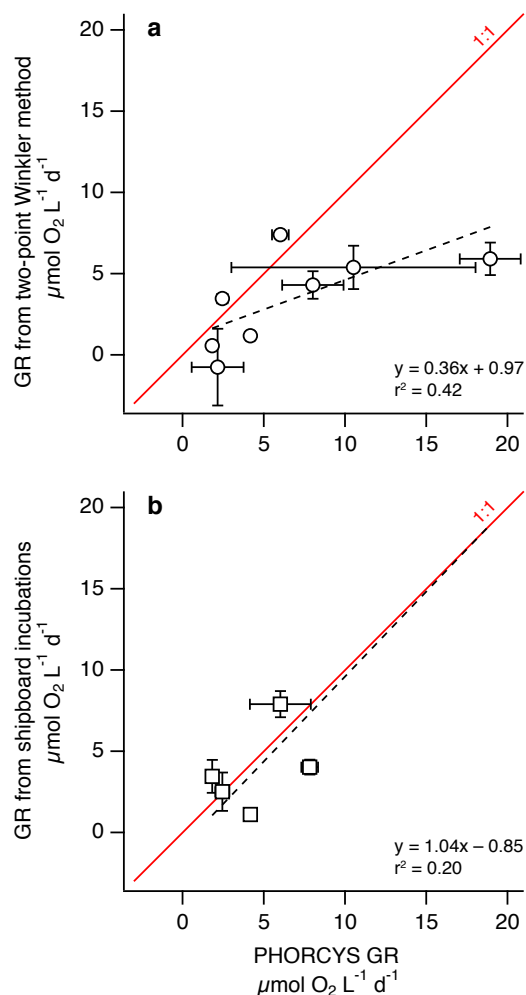 a
1:1
20
15
10
5
0
GR from two-point Winkler method
µmol O₂ L⁻¹ d⁻¹
y = 0.36x + 0.97
r² = 0.42
0 5 10 15 20
b
1:1
20
15
10
5
0
GR from shipboard incubations
µmol O₂ L⁻¹ d⁻¹
y = 1.04x – 0.85
r² = 0.20
0 5 10 15 20
PHORCYS GR
µmol O₂ L⁻¹ d⁻¹